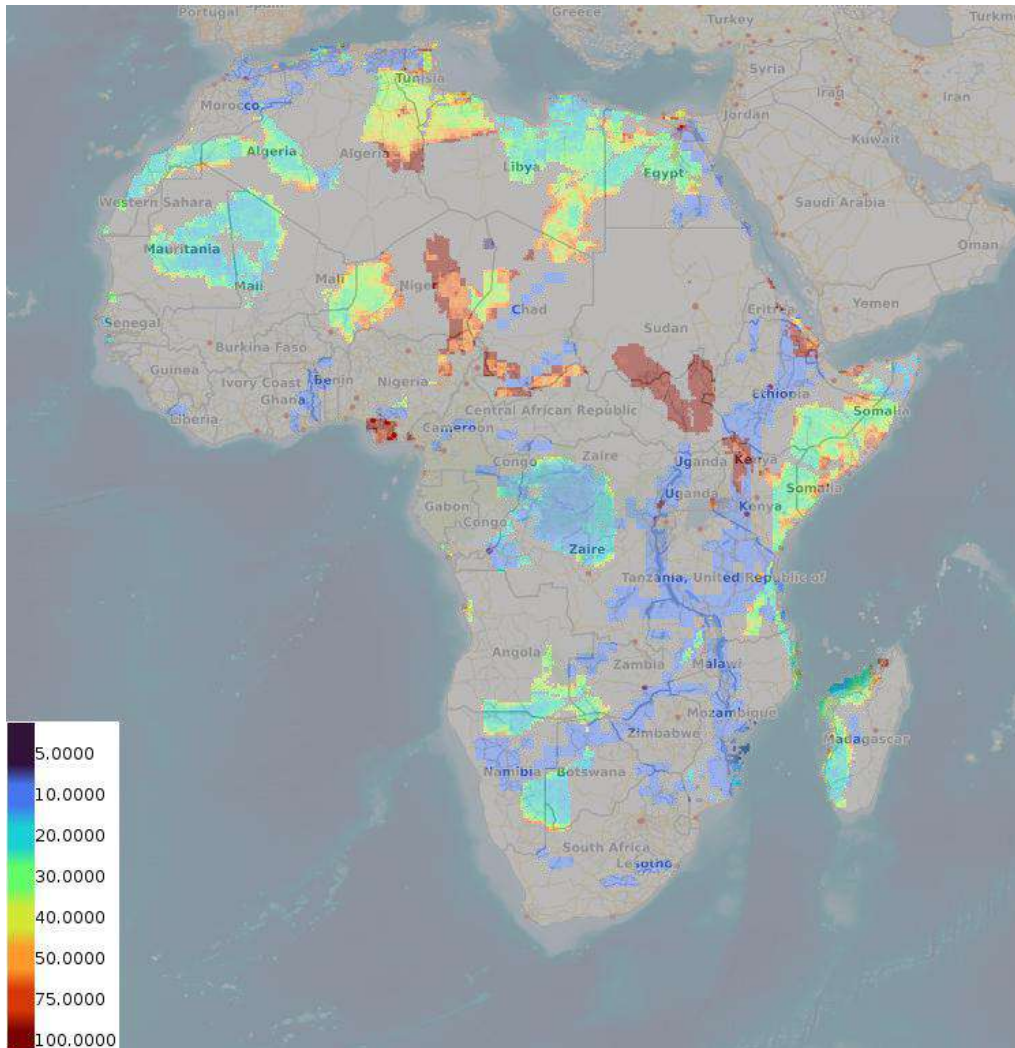 Portugal
Spain
Greece
Turkey
Turkm
Tunisia
Syria
Iraq
Iran
Morocco
Jordan
Kuwait
Algeria
Algeria
Libya
Egypt
Western Sahara
Saudi Arabia
Mauritania
Oman
Mali
Mali
Niger
Chad
Yemen
Senegal
Sudan
Eritrea
Burkina Faso
Guinea
Benin
Nigeria
Ivory Coast
Ghana
Ethiopia
Somalia
Liberia
Central African Republic
Cameroon
Congo
Zaire
Uganda
Kenya
Uganda
Somalia
Gabon
Kenya
Congo
Zaire
Tanzania, United Republic of
Angola
Zambia
Malawi
Mozambique
Zimbabwe
Madagascar
Namibia
Botswana
South Africa
Lesotho
5.0000
10.0000
20.0000
30.0000
40.0000
50.0000
75.0000
100.0000